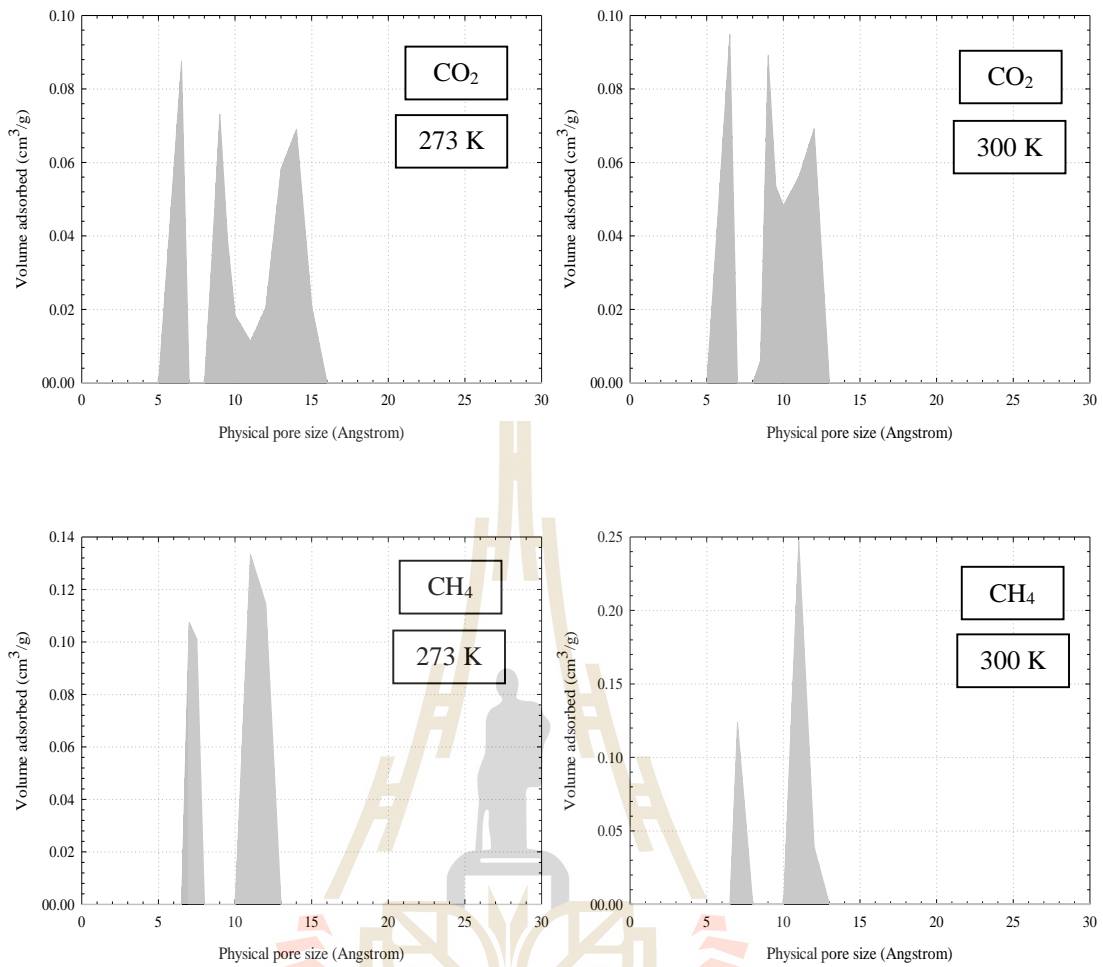 0.10
0.08
0.06
0.04
0.02
00.00
Volume adsorbed (cm³/g)
CO₂
273 K
0 5 10 15 20 25 30
Physical pore size (Angstrom)
0.10
0.08
0.06
0.04
0.02
00.00
Volume adsorbed (cm³/g)
CO₂
300 K
0 5 10 15 20 25 30
Physical pore size (Angstrom)
0.14
0.12
0.10
0.08
0.06
0.04
0.02
00.00
Volume adsorbed (cm³/g)
CH₄
273 K
0 5 10 15 20 25 30
Physical pore size (Angstrom)
0.25
0.20
0.15
0.10
0.05
00.00
Volume adsorbed (cm³/g)
CH₄
300 K
0 5 10 15 20 25 30
Physical pore size (Angstrom)